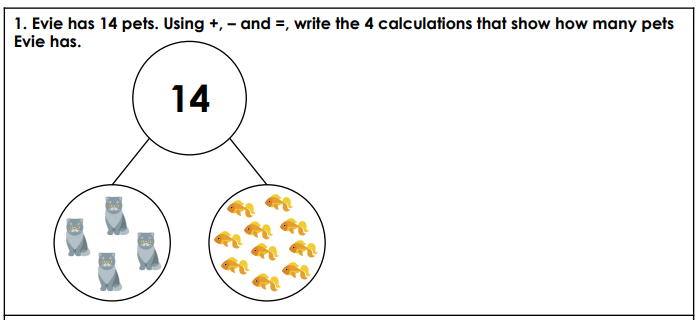 1. Evie has 14 pets. Using +, – and =, write the 4 calculations that show how many pets
Evie has.
14